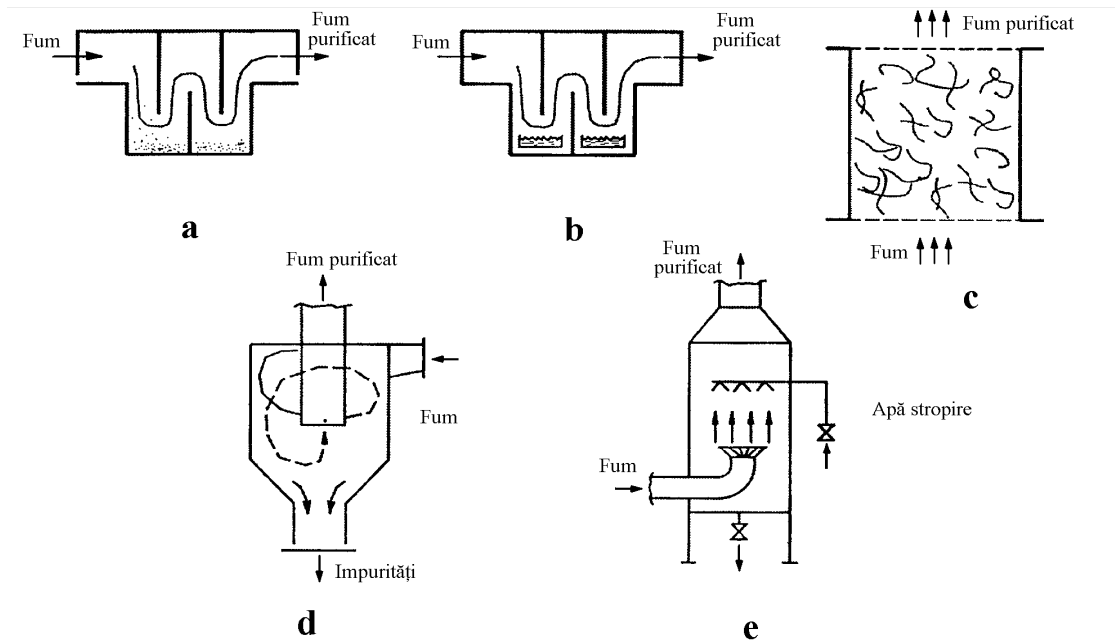 Fum
Fum
purificat
a
Fum
Fum
purificat
b
Fum purificat
Fum
c
Fum purificat
Fum
Impurități
d
Fum
purificat
Apă stropire
Fum
e